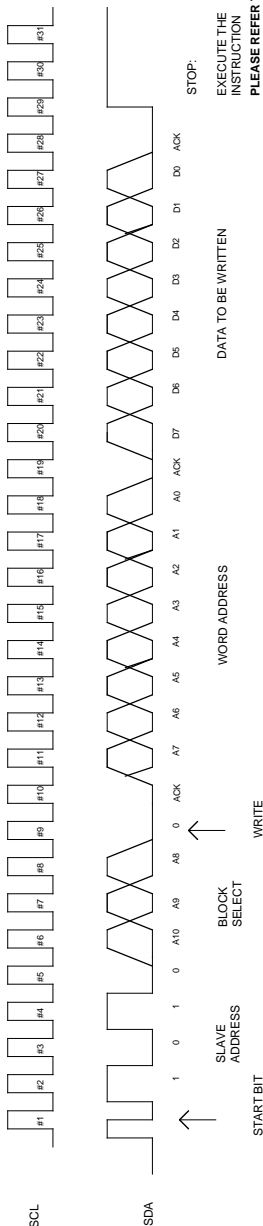 SCL #1 #2 #3 #4 #5 #6 #7 #8 #9 #10 #11 #12 #13 #14 #15 #16 #17 #18 #19 #20 #21 #22 #23 #24 #25 #26 #27 #28 #29 #30 #31
SDA
1 0 1 0 A10 A9 A8 0 ACK A7 A6 A5 A4 A3 A2 A1 A0 ACK D7 D6 D5 D4 D3 D2 D1 D0 ACK
STOP:
SLAVE
ADDRESS
BLOCK
SELECT
WORD ADDRESS
DATA TO BE WRITTEN
EXECUTE THE
INSTRUCTION
START BIT
WRITE
PLEASE REFER